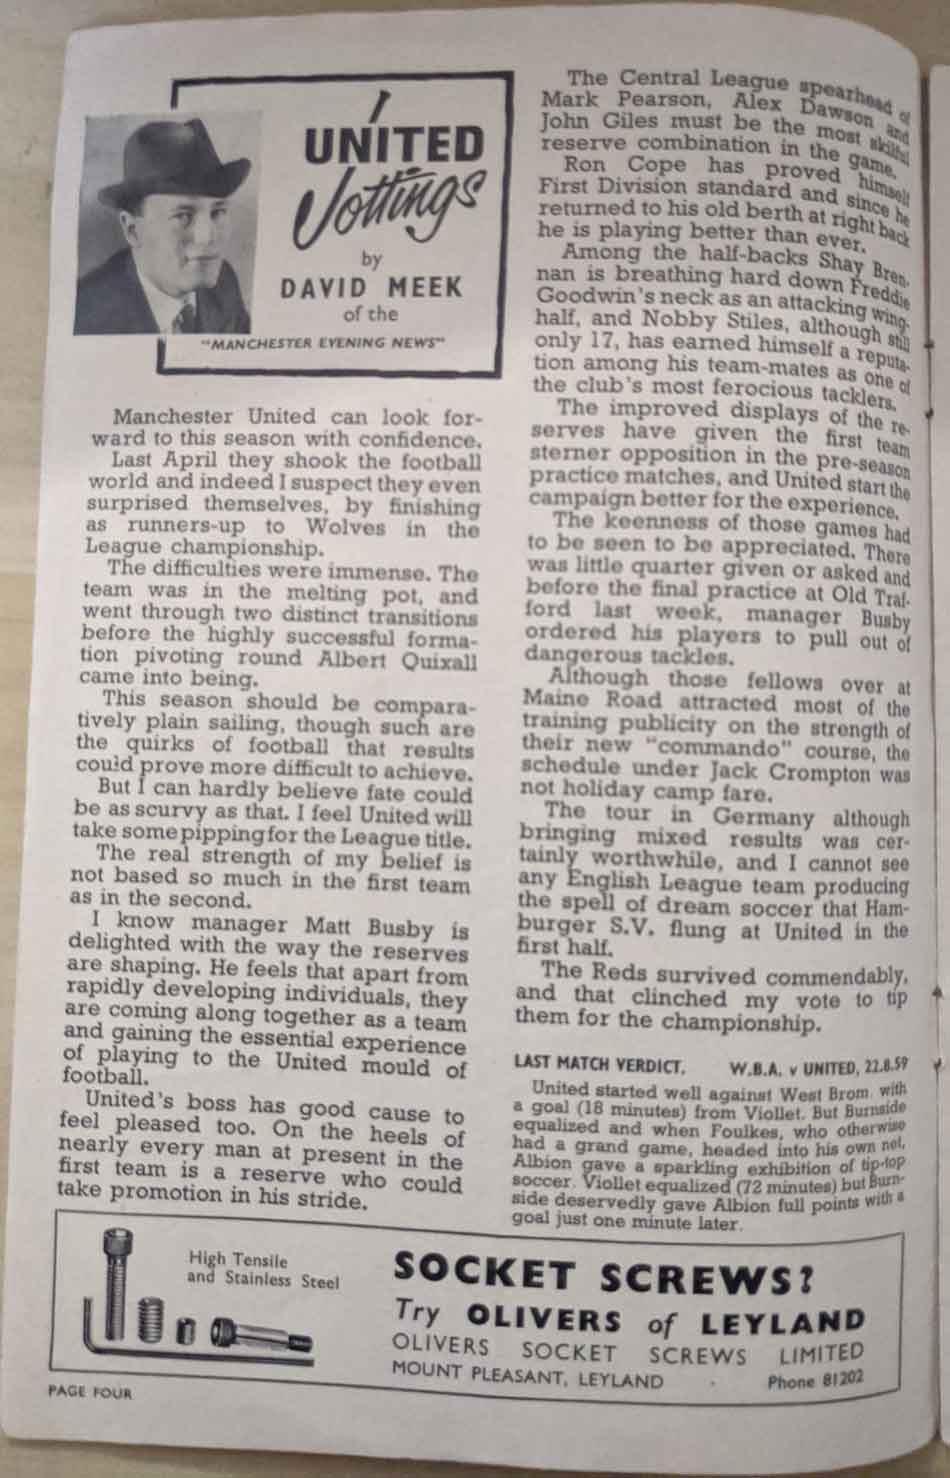 UNITED
Jottings
by
DAVID MEEK
of the
"MANCHESTER EVENING NEWS"
Manchester United can look for-
ward to this season with confidence.
Last April they shook the football
world and indeed I suspect they even
surprised themselves, by finishing
as runners-up to Wolves in the
League championship.
The difficulties were immense. The
team was in the melting pot, and
went through two distinct transitions
before the highly successful forma-
tion pivoting round Albert Quixall
came into being.
This season should be compara-
tively plain sailing, though such are
the quirks of football that results
could prove more difficult to achieve.
But I can hardly believe fate could
be as scurvy as that. I feel United will
take some pipping for the League title.
The real strength of my belief is
not based so much in the first team
as in the second.
I know manager Matt Busby is
delighted with the way the reserves
are shaping. He feels that apart from
rapidly developing individuals, they
are coming along together as a team
and gaining the essential experience
of playing to the United mould of
football.
United's boss has good cause to
feel pleased too. On the heels of
nearly every man at present in the
first team is a reserve who could
take promotion in his stride.
The Central League spearhead of
Mark Pearson, Alex Dawson and
John Giles must be the most skilful
reserve combination in the game.
Ron Cope has proved himself
First Division standard and since he
returned to his old berth at right back
he is playing better than ever.
Among the half-backs Shay Bren-
nan is breathing hard down Freddie
Goodwin's neck as an attacking wing-
half, and Nobby Stiles, although still
only 17, has earned himself a reputa-
tion among his team-mates as one of
the club's most ferocious tacklers.
The improved displays of the re-
serves have given the first team
sterner opposition in the pre-season
practice matches, and United start the
campaign better for the experience.
The keenness of those games had
to be seen to be appreciated. There
was little quarter given or asked and
before the final practice at Old Traf-
ford last week, manager Busby
ordered his players to pull out of
dangerous tackles.
Although those fellows over at
Maine Road attracted most of the
training publicity on the strength of
their new "commando" course, the
schedule under Jack Crompton was
not holiday camp fare.
The tour in Germany although
bringing mixed results was cer-
tainly worthwhile, and I cannot see
any English League team producing
the spell of dream soccer that Ham-
burger S.V. flung at United in the
first half.
The Reds survived commendably,
and that clinched my vote to tip
them for the championship.
LAST MATCH VERDICT. W.B.A. v UNITED, 22.8.59
United started well against West Brom. with
a goal (18 minutes) from Viollet. But Burnside
equalized and when Foulkes, who otherwise
had a grand game, headed into his own net,
Albion gave a sparkling exhibition of tip-top
soccer. Viollet equalized (72 minutes) but Burn-
side deservedly gave Albion full points with a
goal just one minute later.
High Tensile
and Stainless Steel
SOCKET SCREWS?
Try OLIVERS of LEYLAND
OLIVERS SOCKET SCREWS LIMITED
MOUNT PLEASANT, LEYLAND . Phone 81202
PAGE FOUR